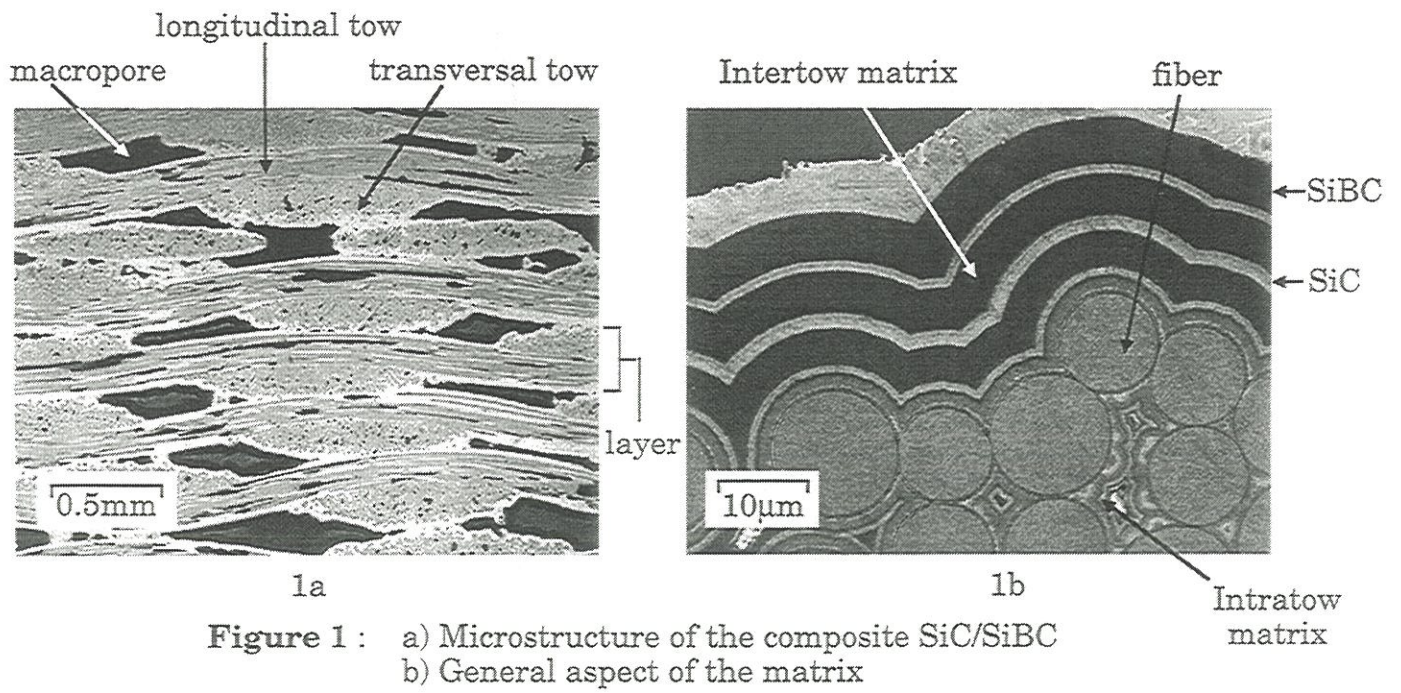 longitudinal tow
macropore
transversal tow
layer
0.5mm
1a
Intertow matrix
fiber
SiBC
SiC
10μm
1b
Intratow
matrix
Figure 1 : a) Microstructure of the composite SiC/SiBC
b) General aspect of the matrix